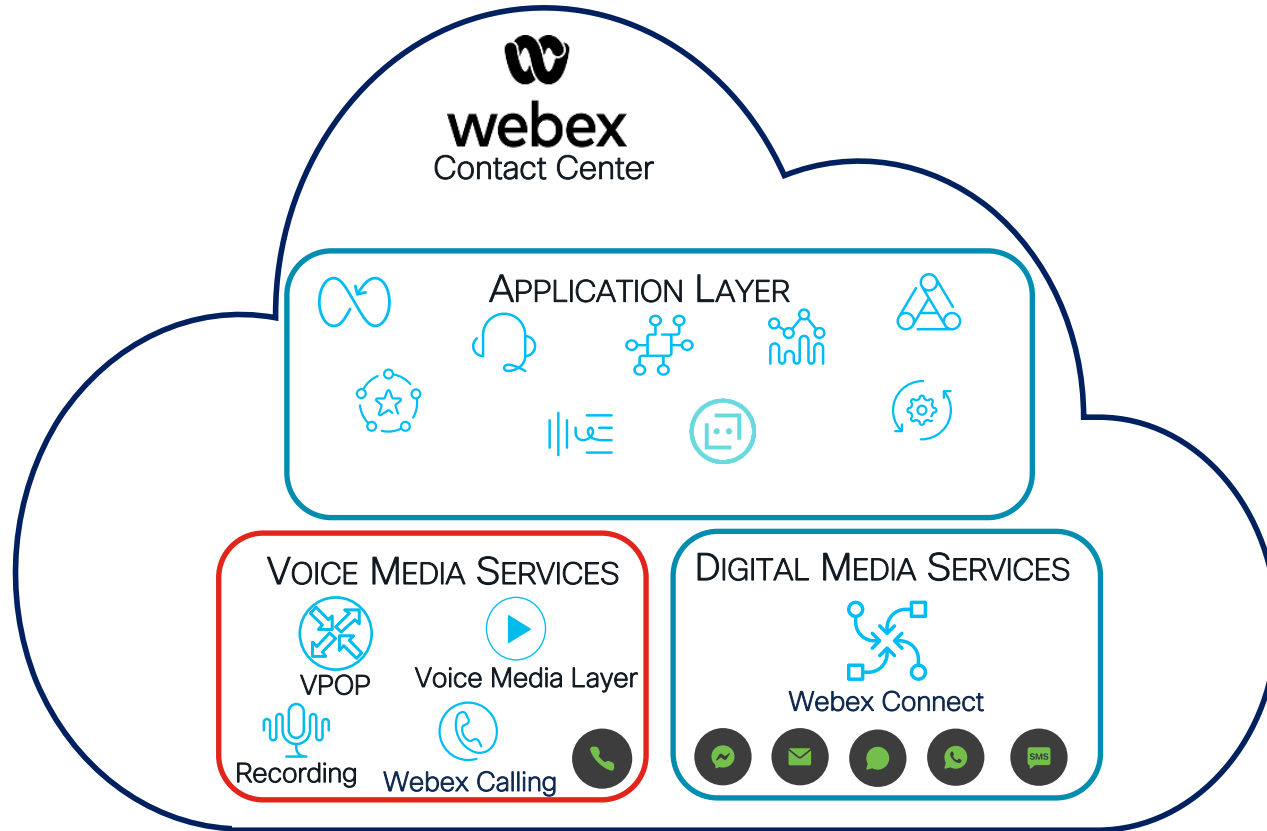 webex
Contact Center
APPLICATION LAYER
VOICE MEDIA SERVICES
VPOP
Voice Media Layer
Recording
Webex Calling
DIGITAL MEDIA SERVICES
Webex Connect
SMS